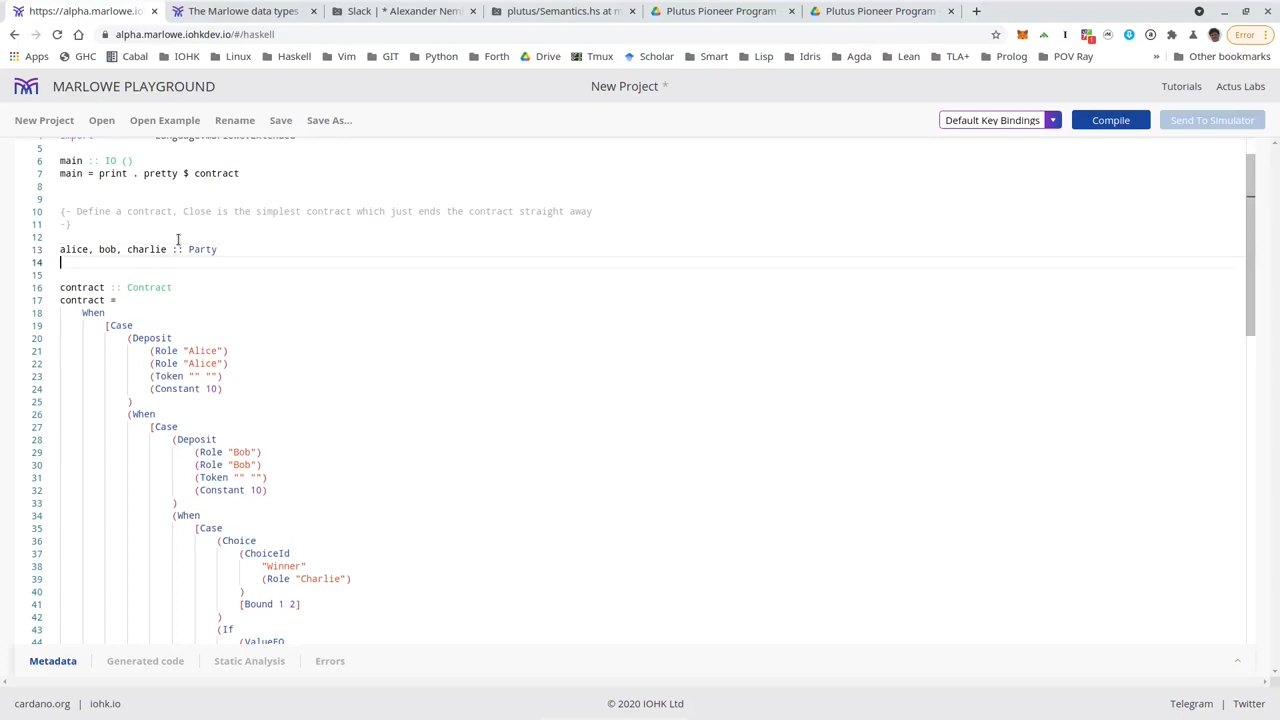 https://alpha.marlowe.io
The Marlowe data types
Slack | * Alexander Nem
plutus/Semantics.hs at m
Plutus Pioneer Program
Plutus Pioneer Program
alpha.marlowe.iohkdev.io/#/haskell
Error
Apps GHC Cabal IOHK Linux Haskell Vim GIT Python Forth Drive Tmux Scholar Smart Lisp Idris Agda Lean TLA+ Prolog POV Ray » Other bookmarks
MARLOWE PLAYGROUND
New Project *
Tutorials
Actus Labs
New Project
Open
Open Example
Rename
Save
Save As...
Default Key Bindings
Compile
Send To Simulator
5
6 main :: IO ()
7 main = print . pretty $ contract
8
9
10 {- Define a contract, Close is the simplest contract which just ends the contract straight away
11 -}
12
13 alice, bob, charlie :: Party
14
15
16 contract :: Contract
17 contract =
18 When
19 [Case
20 (Deposit
21 (Role "Alice")
22 (Role "Alice")
23 (Token "" "")
24 (Constant 10)
25 )
26 (When
27 [Case
28 (Deposit
29 (Role "Bob")
30 (Role "Bob")
31 (Token "" "")
32 (Constant 10)
33 )
34 (When
35 [Case
36 (Choice
37 (ChoiceId
38 "Winner"
39 (Role "Charlie")
40 )
41 [Bound 1 2]
42 )
43 (If
44 (ValueEQ
Metadata
Generated code
Static Analysis
Errors
cardano.org | iohk.io
© 2020 IOHK Ltd
Telegram | Twitter